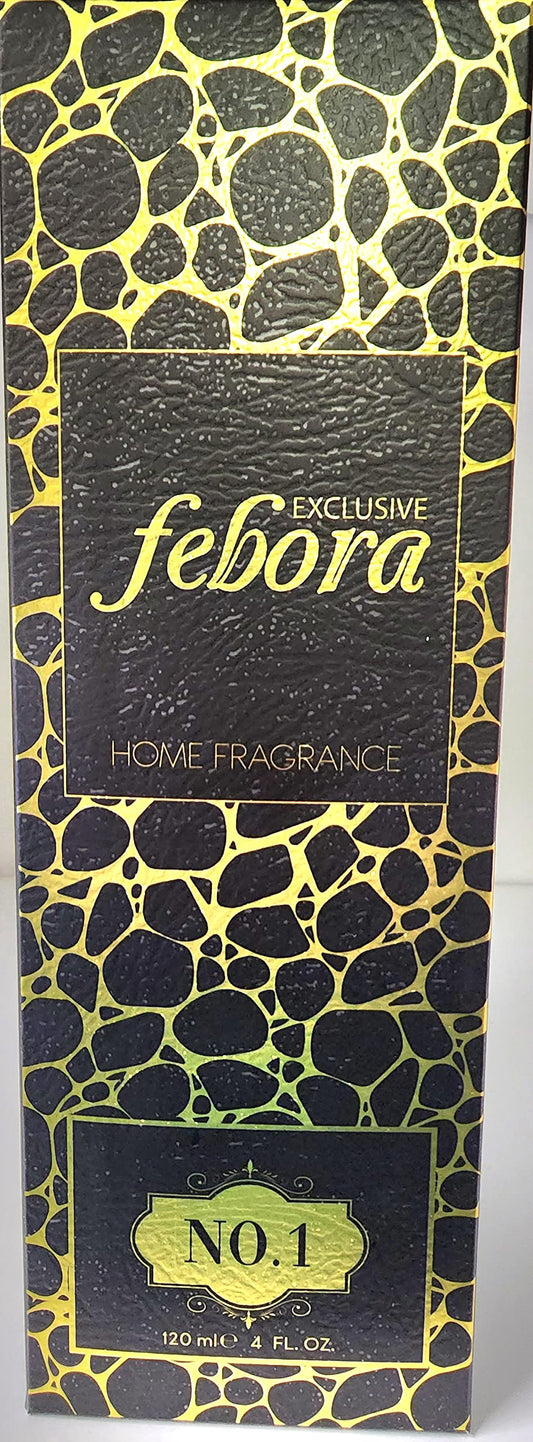 EXCLUSIVE
febora
HOME FRAGRANCE
NO.1
120 ml℮ 4 FL. OZ.